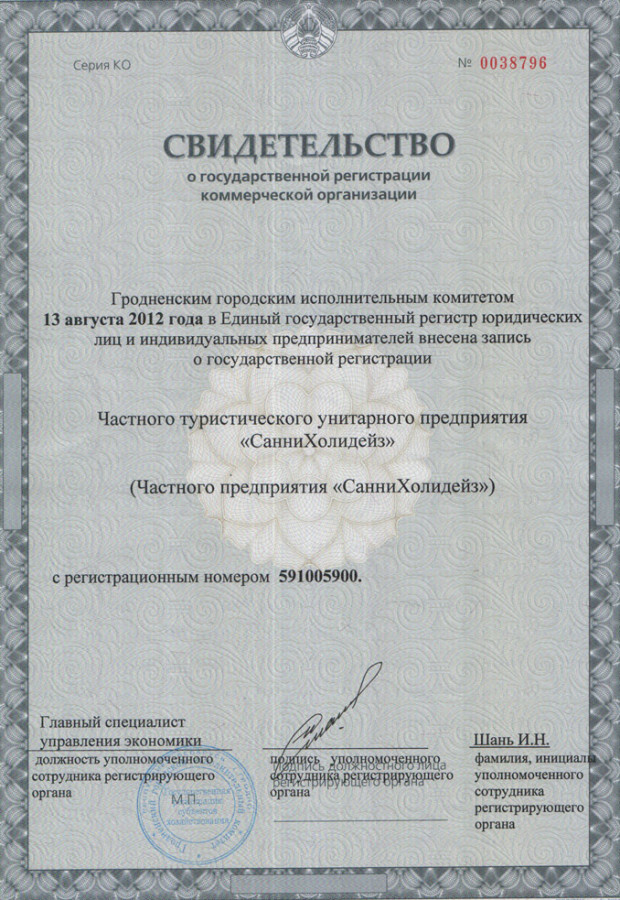 Серия КО
№ 0038796
СВИДЕТЕЛЬСТВО
о государственной регистрации
коммерческой организации
Гродненским городским исполнительным комитетом
13 августа 2012 года в Единый государственный регистр юридических
лиц и индивидуальных предпринимателей внесена запись
о государственной регистрации
Частного туристического унитарного предприятия
«СанниХолидейз»
(Частного предприятия «СанниХолидейз»)
с регистрационным номером 591005900.
Главный специалист
управления экономики
должность уполномоченного
сотрудника регистрирующего
органа
М.П.
подпись уполномоченного
сотрудника регистрирующего
органа
подпись должностного лица
регистрирующего органа
Шань И.Н.
фамилия, инициалы
уполномоченного
сотрудника
регистрирующего
органа